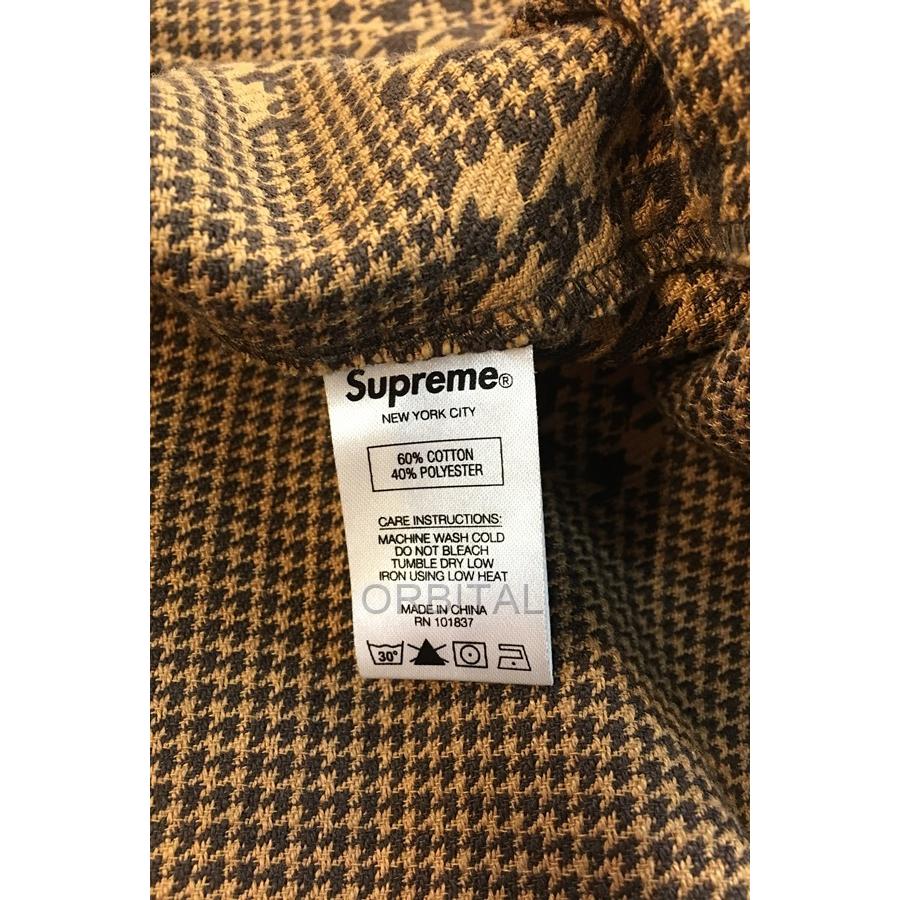 Supreme®
NEW YORK CITY
60% COTTON
40% POLYESTER
CARE INSTRUCTIONS:
MACHINE WASH COLD
DO NOT BLEACH
TUMBLE DRY LOW
IRON USING LOW HEAT
ORBITAL
MADE IN CHINA
RN 101837
30°